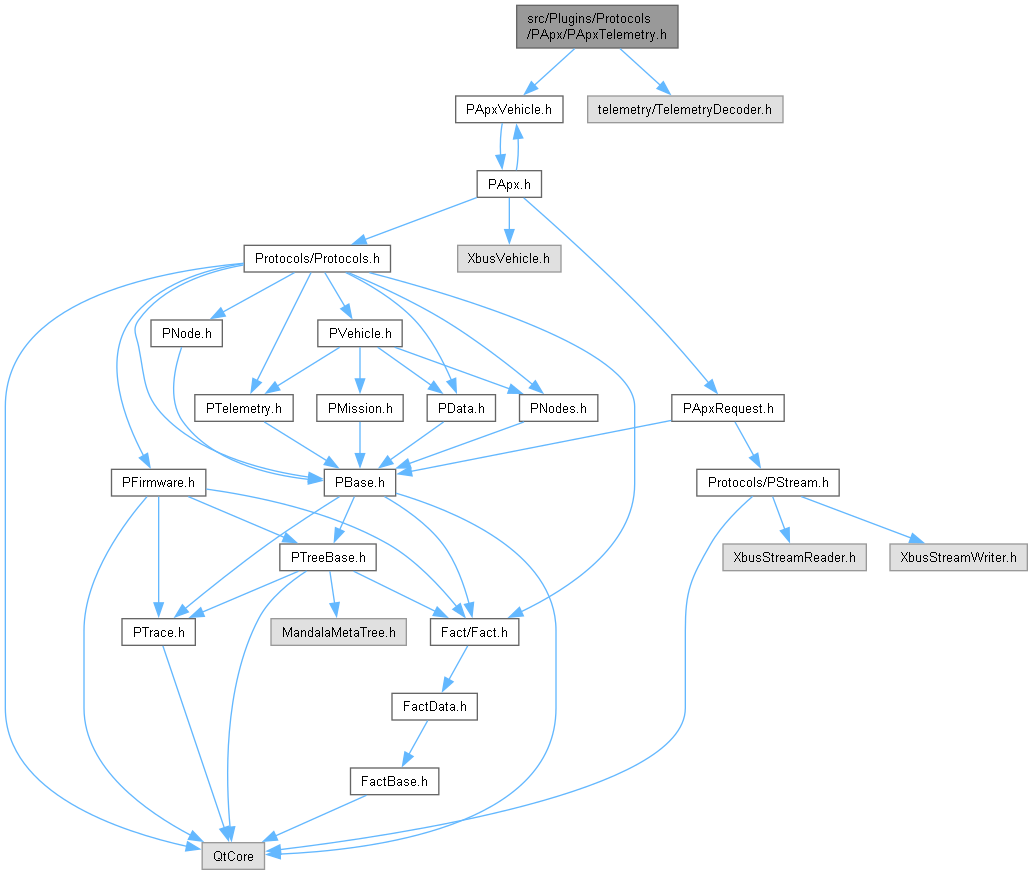 src/Plugins/Protocols
/PApx/PApxTelemetry.h
PApxVehicle.h
telemetry/TelemetryDecoder.h
PApx.h
Protocols/Protocols.h
XbusVehicle.h
PNode.h
PVehicle.h
PTelemetry.h
PMission.h
PData.h
PNodes.h
PApxRequest.h
PFirmware.h
PBase.h
Protocols/PStream.h
PTreeBase.h
XbusStreamReader.h
XbusStreamWriter.h
PTrace.h
MandalaMetaTree.h
Fact/Fact.h
FactData.h
FactBase.h
QtCore